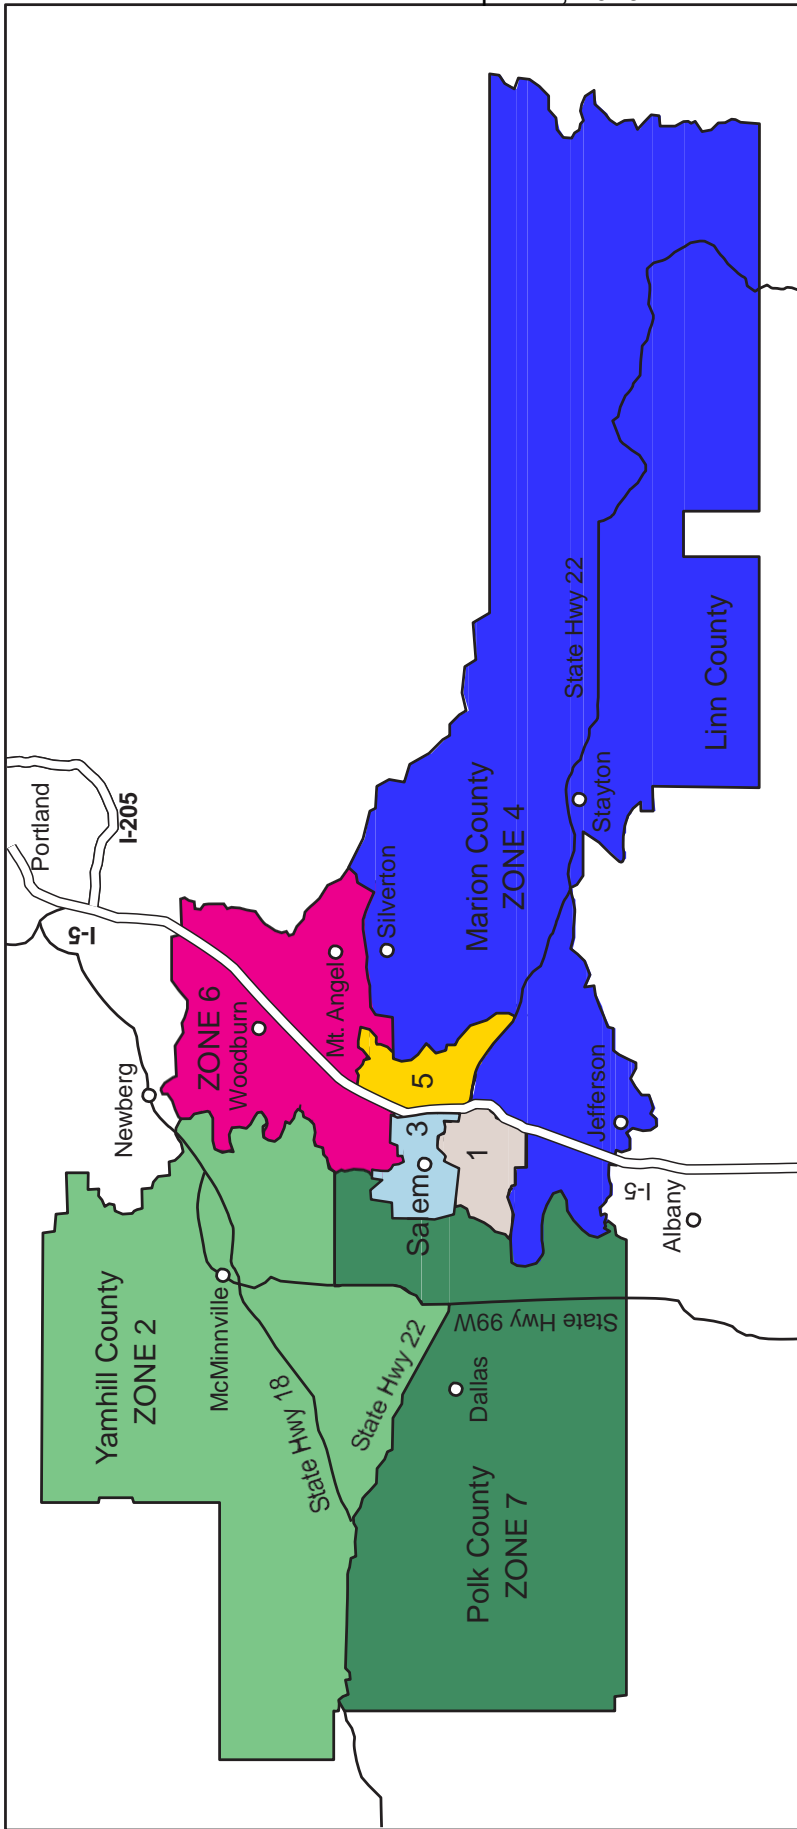 Portland
I-205
I-5
Newberg
ZONE 6
Woodburn
Mt. Angel
Silverton
Yamhill County
ZONE 2
McMinnville
State Hwy 18
State Hwy 22
3
Salem
5
1
Marion County
ZONE 4
State Hwy 22
Stayton
Linn County
Jefferson
I-5
Albany
State Hwy 99W
Dallas
Polk County
ZONE 7